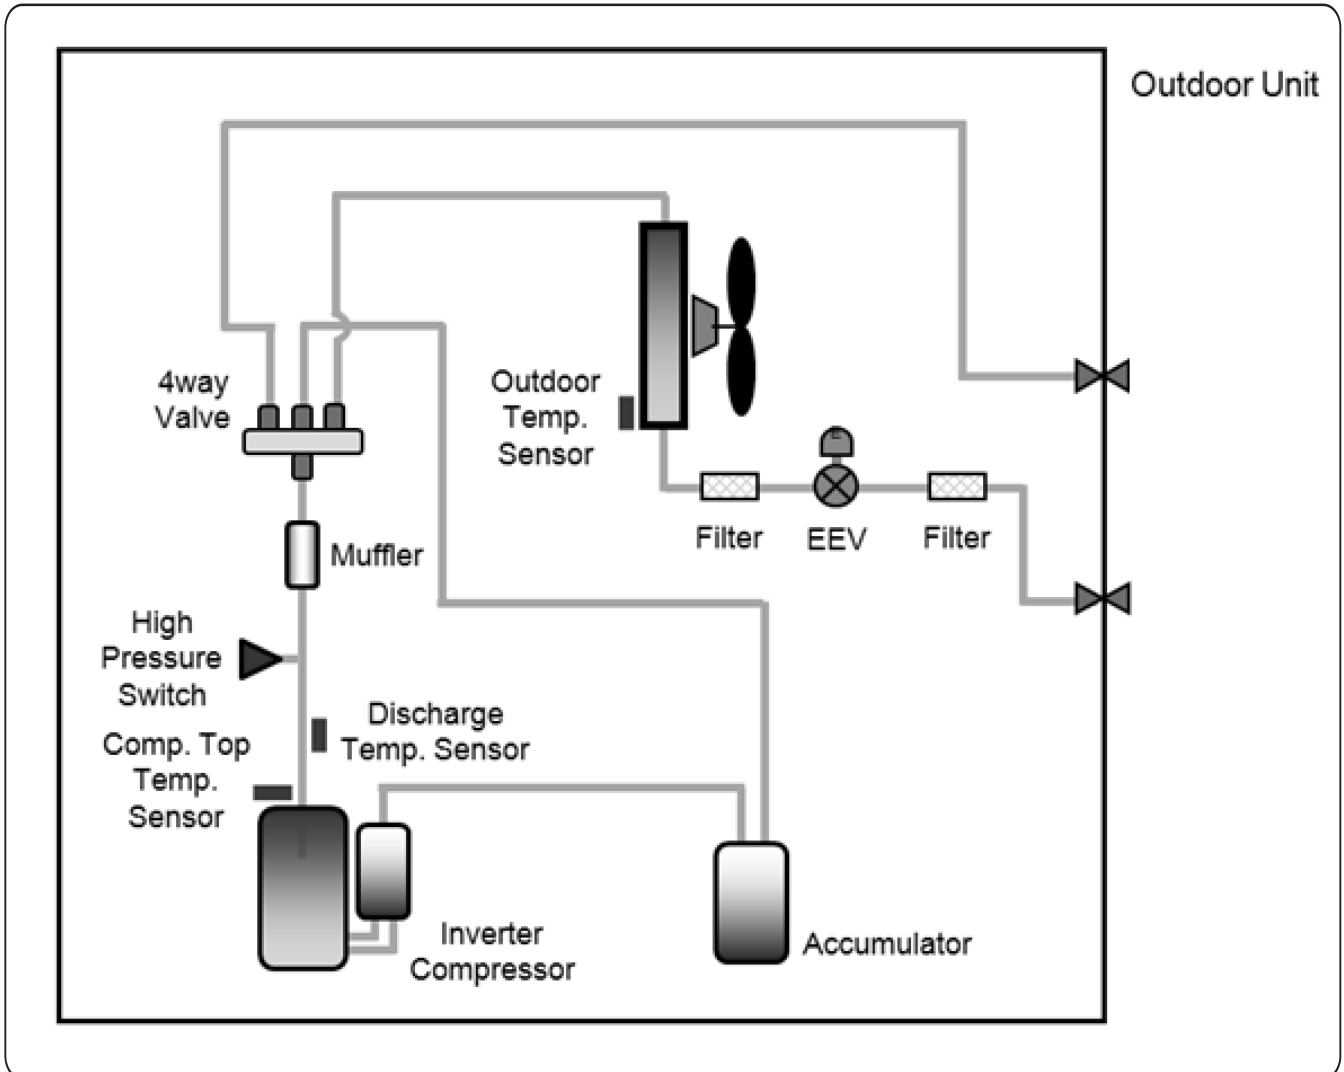 Outdoor Unit
4way
Valve
Outdoor
Temp.
Sensor
E
Filter
EEV
Filter
Muffler
High
Pressure
Switch
Discharge
Temp. Sensor
Comp. Top
Temp.
Sensor
Inverter
Compressor
Accumulator